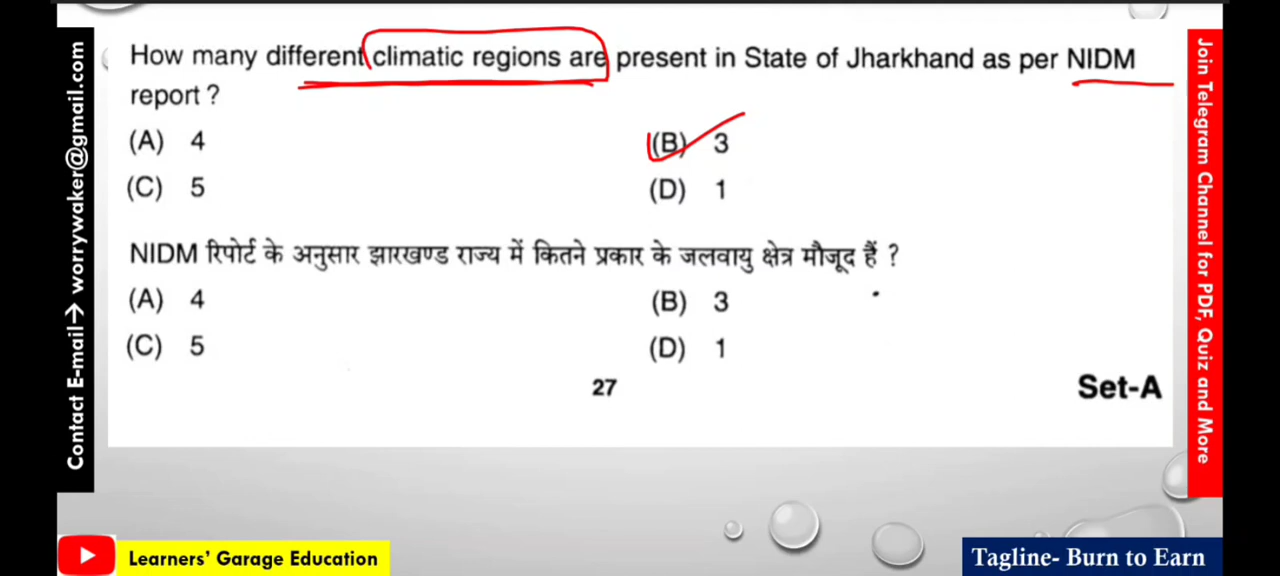 How many different climatic regions are present in State of Jharkhand as per NIDM
report ?
(A) 4 (B) 3
(C) 5 (D) 1
NIDM रिपोर्ट के अनुसार झारखण्ड राज्य में कितने प्रकार के जलवायु क्षेत्र मौजूद हैं ?
(A) 4 (B) 3
(C) 5 (D) 1
27 Set-A
Contact E-mail→ worrywaker@gmail.com
Join Telegram Channel for PDF, Quiz and More
Learners' Garage Education
Tagline- Burn to Earn